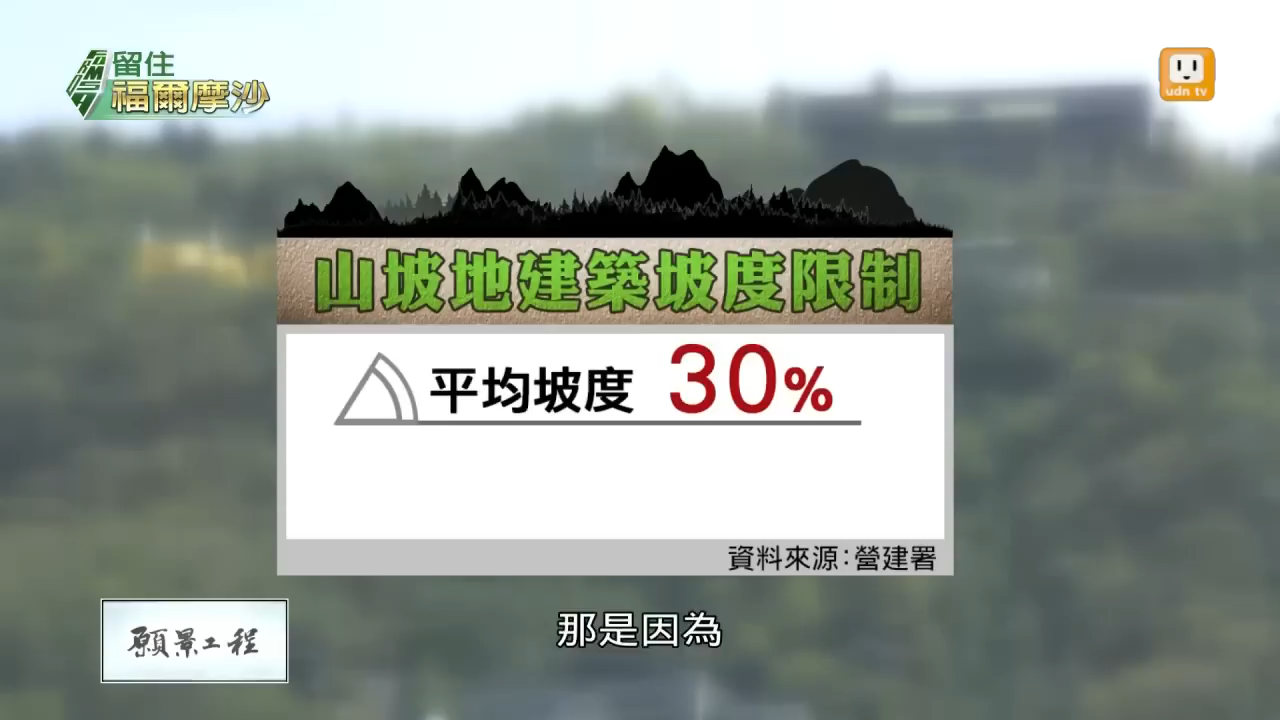 FORMOSA
留住
福爾摩沙
udn tv
山坡地建築坡度限制
平均坡度 30%
資料來源:營建署
願景工程
那是因為